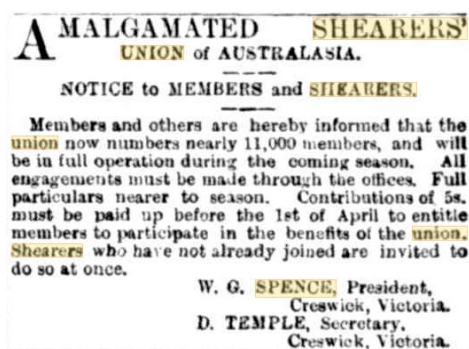 AMALGAMATED SHEARERS'
UNION of AUSTRALASIA.
NOTICE to MEMBERS and SHEARERS.
Members and others are hereby informed that the
union now numbers nearly 11,000 members, and will
be in full operation during the coming season. All
engagements must be made through the offices. Full
particulars nearer to season. Contributions of 5s.
must be paid up before the 1st of April to entitle
members to participate in the benefits of the union.
Shearers who have not already joined are invited to
do so at once.
W. G. SPENCE, President,
Creswick, Victoria.
D. TEMPLE, Secretary.
Creswick, Victoria.